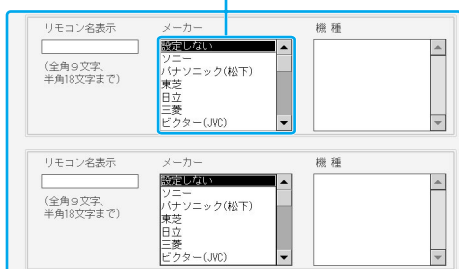 リモコン名表示 メーカー 機 種
(全角9文字、
半角18文字まで)
設定しない
ソニー
パナソニック(松下)
東芝
日立
三菱
ビクター(JVC)
リモコン名表示 メーカー 機 種
(全角9文字、
半角18文字まで)
設定しない
ソニー
パナソニック(松下)
東芝
日立
三菱
ビクター(JVC)